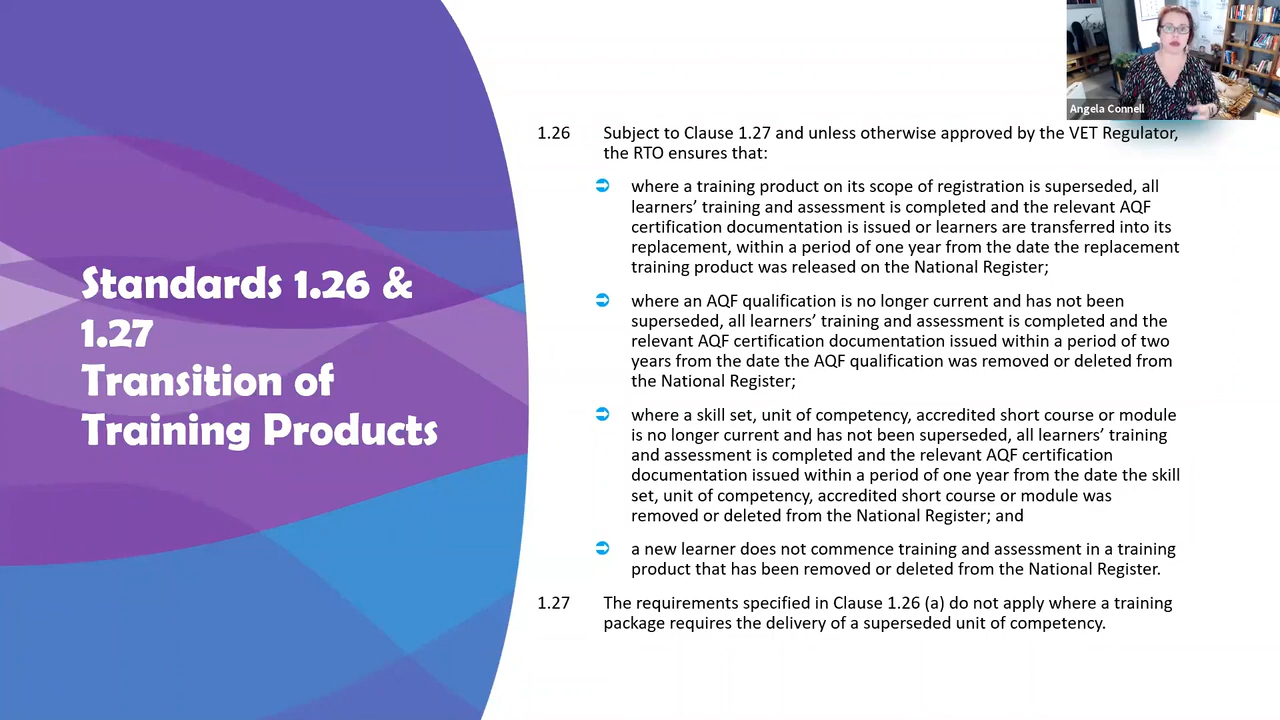 Angela Connell
Standards 1.26 &
1.27
Transition of
Training Products
1.26 Subject to Clause 1.27 and unless otherwise approved by the VET Regulator,
the RTO ensures that:
where a training product on its scope of registration is superseded, all
learners’ training and assessment is completed and the relevant AQF
certification documentation is issued or learners are transferred into its
replacement, within a period of one year from the date the replacement
training product was released on the National Register;
where an AQF qualification is no longer current and has not been
superseded, all learners’ training and assessment is completed and the
relevant AQF certification documentation issued within a period of two
years from the date the AQF qualification was removed or deleted from
the National Register;
where a skill set, unit of competency, accredited short course or module
is no longer current and has not been superseded, all learners’ training
and assessment is completed and the relevant AQF certification
documentation issued within a period of one year from the date the skill
set, unit of competency, accredited short course or module was
removed or deleted from the National Register; and
a new learner does not commence training and assessment in a training
product that has been removed or deleted from the National Register.
1.27 The requirements specified in Clause 1.26 (a) do not apply where a training
package requires the delivery of a superseded unit of competency.